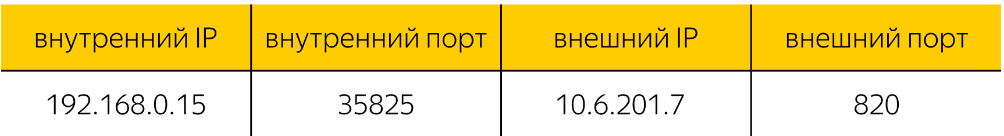 внутренний IP внутренний порт внешний IP внешний порт
192.168.0.15 35825 10.6.201.7 820